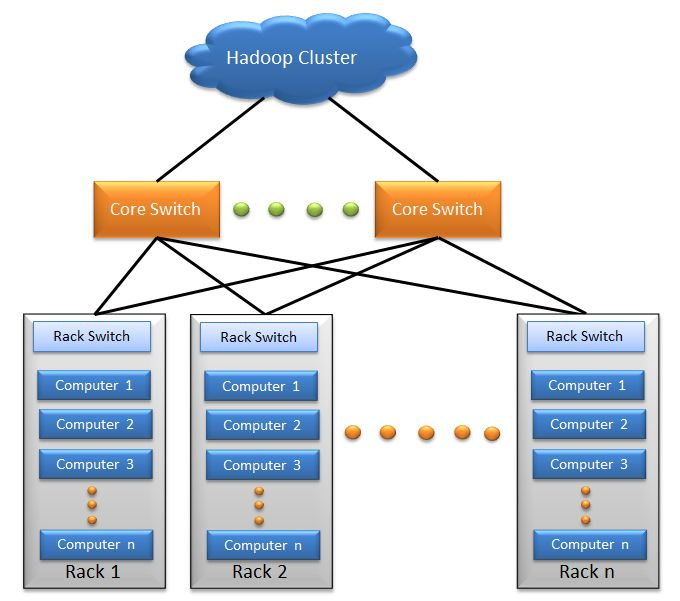 Hadoop Cluster
Core Switch
Core Switch
Rack Switch
Computer 1
Computer 2
Computer 3
Computer n
Rack 1
Rack Switch
Computer 1
Computer 2
Computer 3
Computer n
Rack 2
Rack Switch
Computer 1
Computer 2
Computer 3
Computer n
Rack n